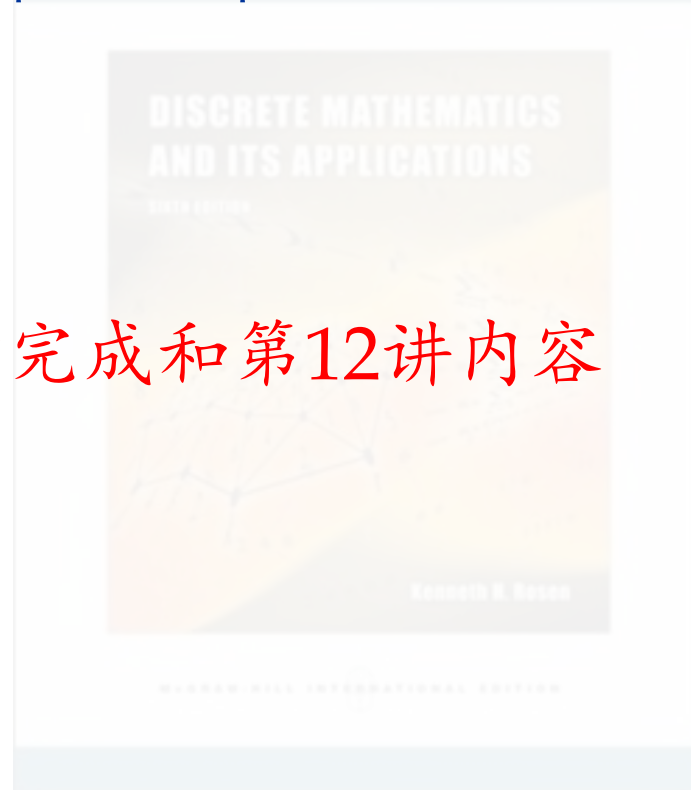 DISCRETE MATHEMATICS
AND ITS APPLICATIONS
SIXTH EDITION
完成和第12讲内容
Kenneth H. Rosen
MCGRAW-HILL INTERNATIONAL EDITION